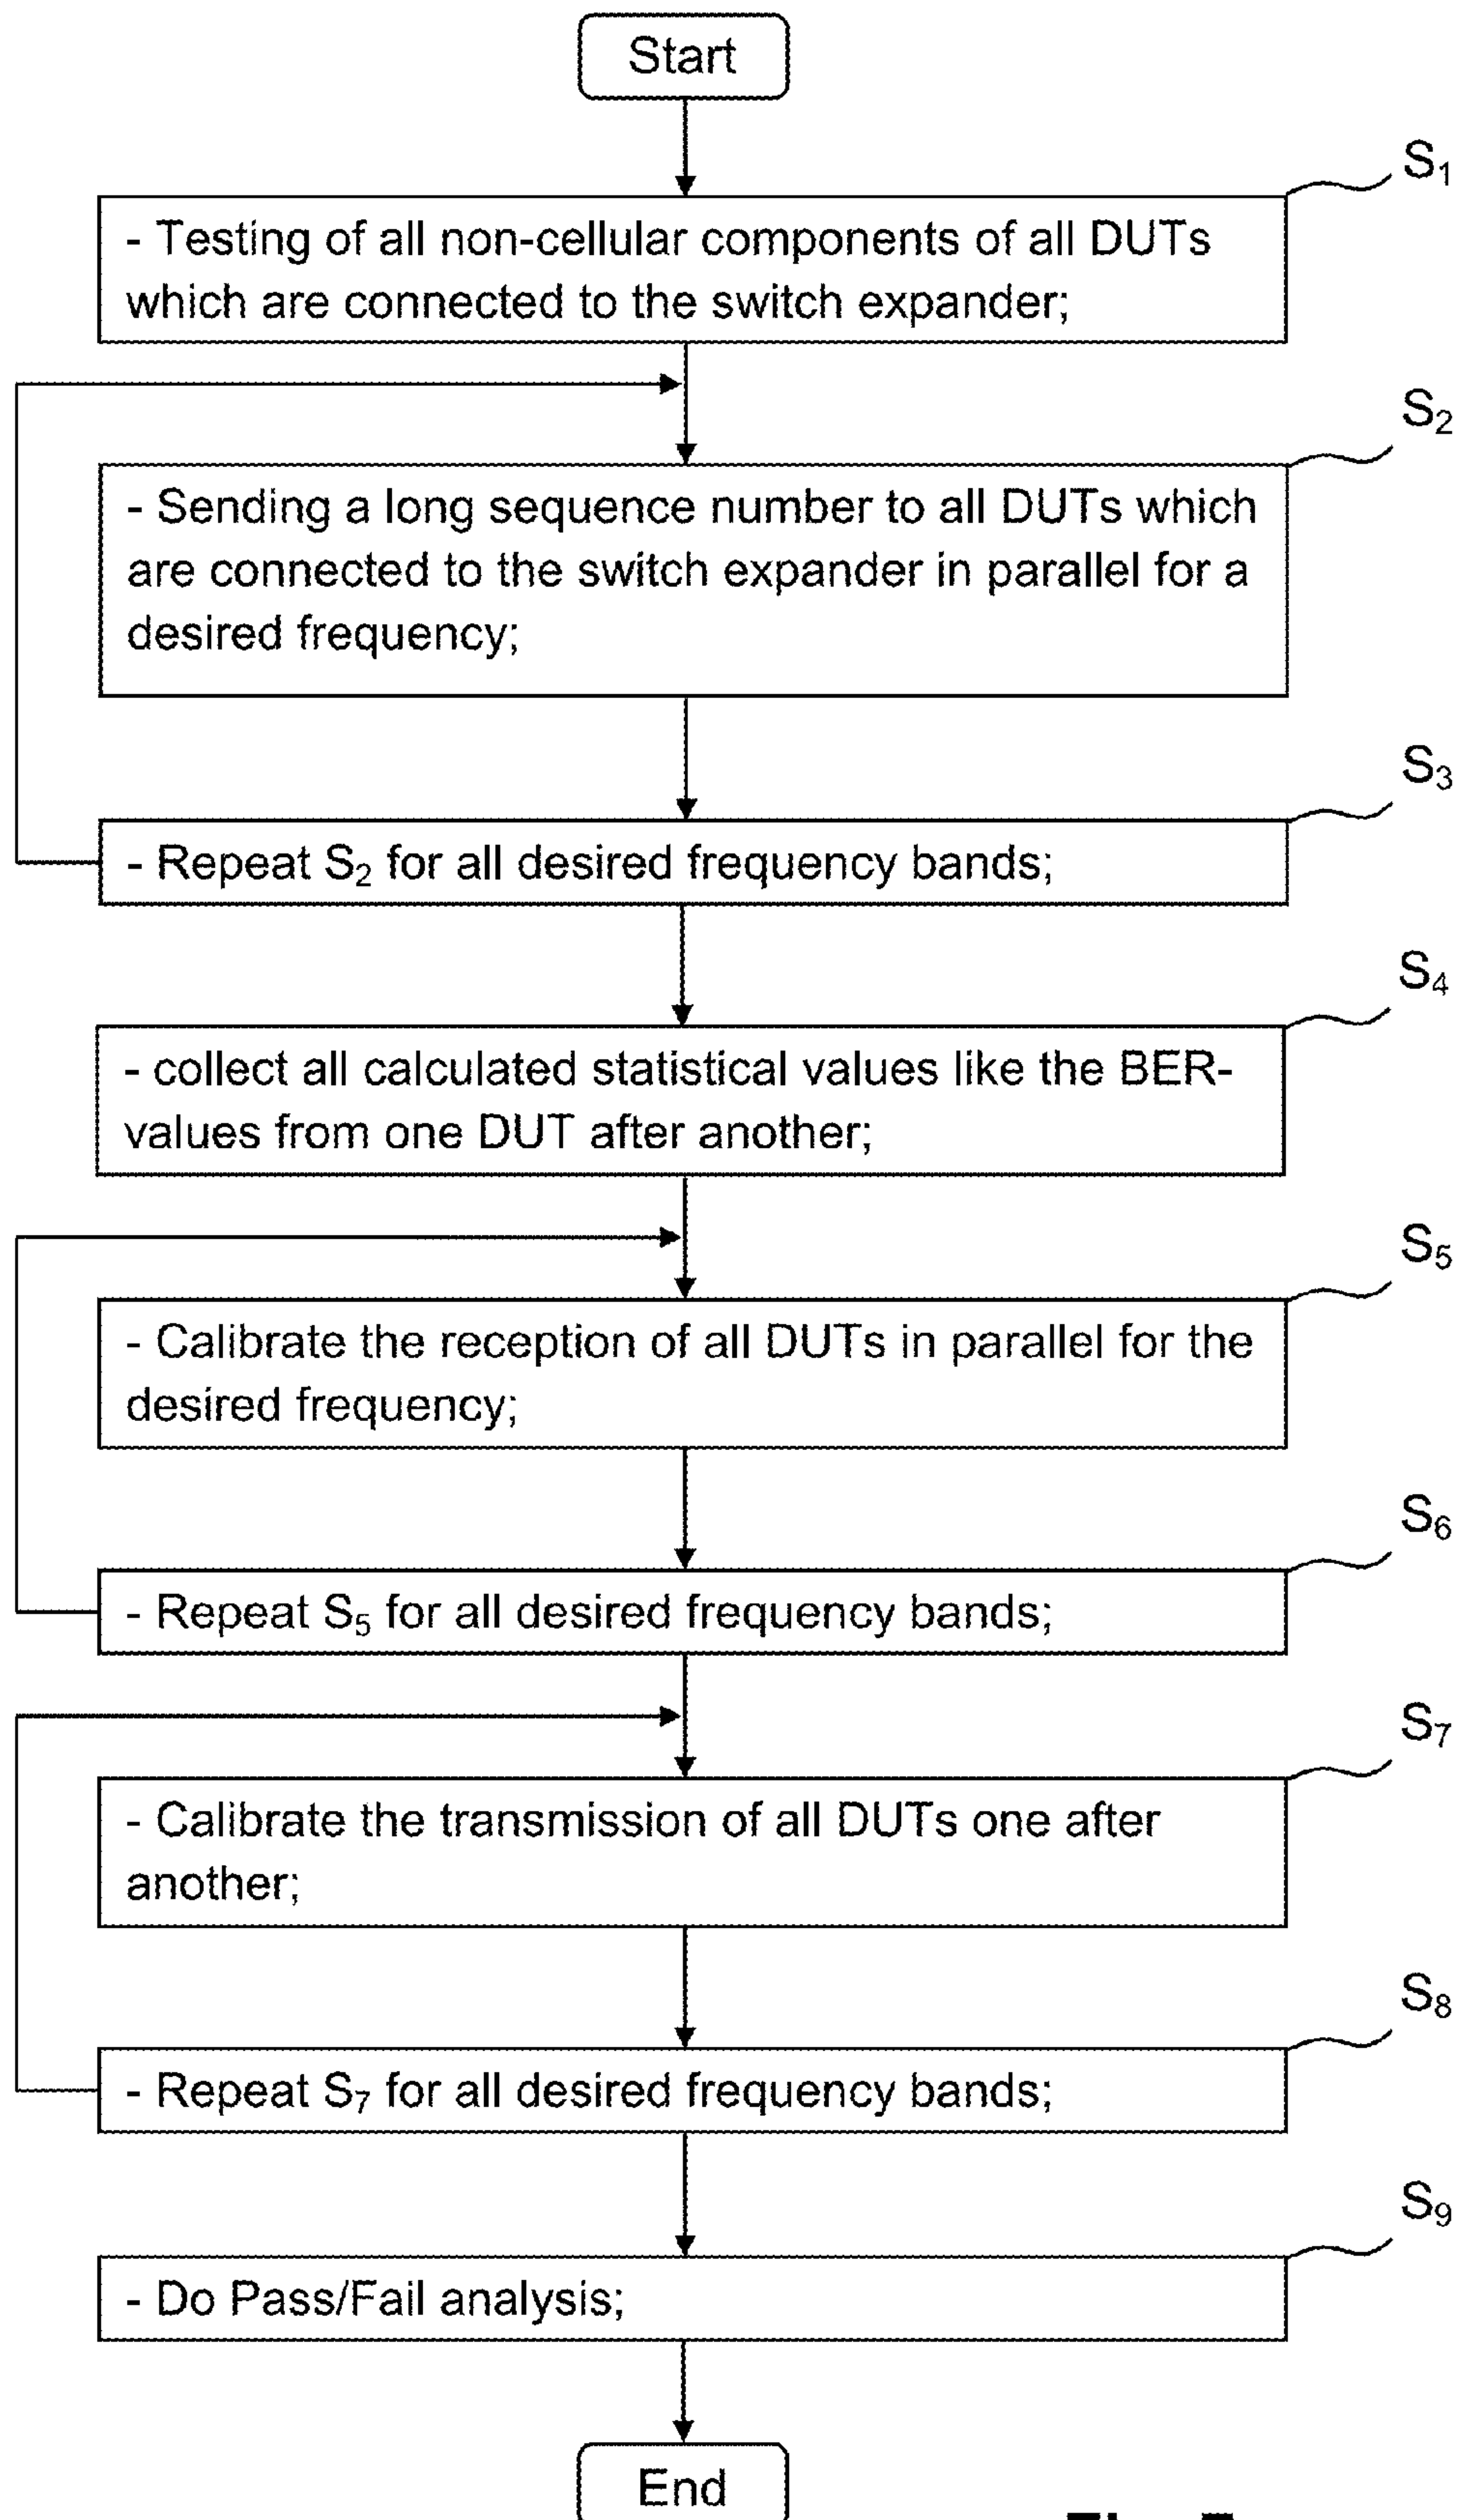 Start
S₁
- Testing of all non-cellular components of all DUTs
which are connected to the switch expander;
S₂
- Sending a long sequence number to all DUTs which
are connected to the switch expander in parallel for a
desired frequency;
S₃
- Repeat S₂ for all desired frequency bands;
S₄
- collect all calculated statistical values like the BER-
values from one DUT after another;
S₅
- Calibrate the reception of all DUTs in parallel for the
desired frequency;
S₆
- Repeat S₅ for all desired frequency bands;
S₇
- Calibrate the transmission of all DUTs one after
another;
S₈
- Repeat S₇ for all desired frequency bands;
S₉
- Do Pass/Fail analysis;
End